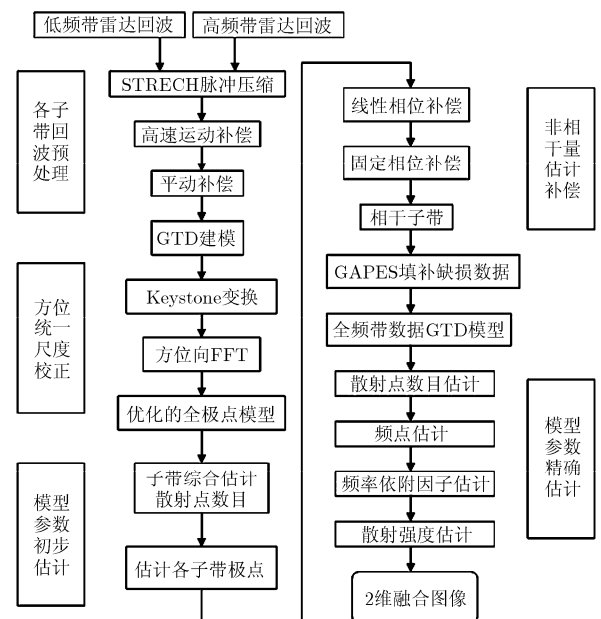 低频带雷达回波
高频带雷达回波
STRECH脉冲压缩
高速运动补偿
平动补偿
GTD建模
Keystone变换
方位向FFT
优化的全极点模型
子带综合估计
散射点数目
估计各子带极点
各子
带回
波预
处理
方位
统一
尺度
校正
模型
参数
初步
估计
线性相位补偿
固定相位补偿
相干子带
GAPES填补缺损数据
全频带数据GTD模型
散射点数目估计
频点估计
频率依附因子估计
散射强度估计
2维融合图像
非相
干量
估计
补偿
模型
参数
精确
估计